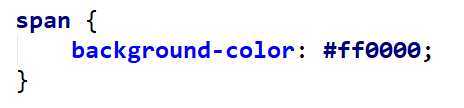 span {
    background-color: #ff0000;
}